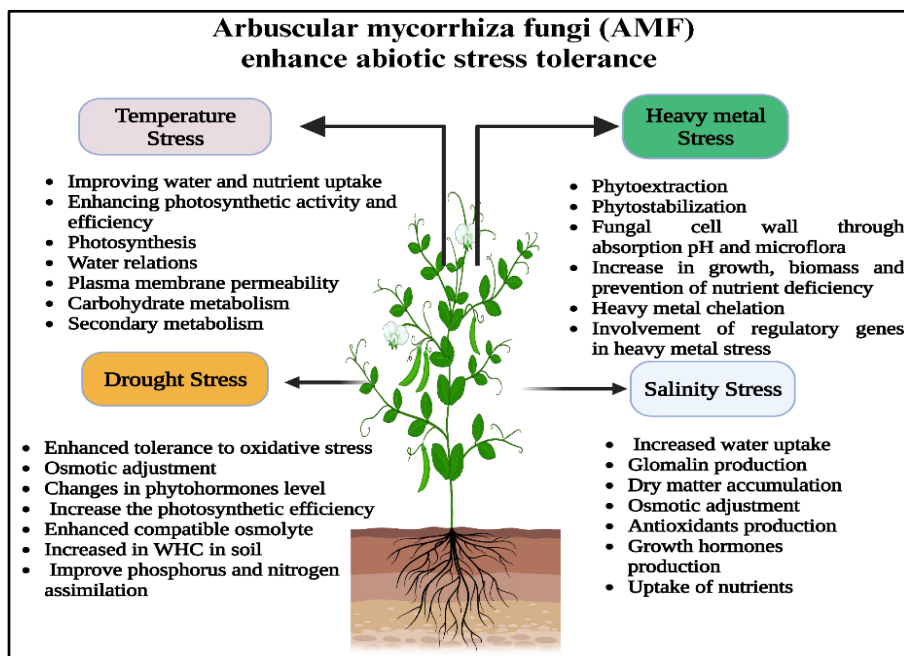 Arbuscular mycorrhiza fungi (AMF)
enhance abiotic stress tolerance
Temperature
Stress
• Improving water and nutrient uptake
• Enhancing photosynthetic activity and
efficiency
• Photosynthesis
• Water relations
• Plasma membrane permeability
• Carbohydrate metabolism
• Secondary metabolism
Heavy metal
Stress
• Phytoextraction
• Phytostabilization
• Fungal cell wall through
absorption pH and microflora
• Increase in growth, biomass and
prevention of nutrient deficiency
• Heavy metal chelation
• Involvement of regulatory genes
in heavy metal stress
Drought Stress
• Enhanced tolerance to oxidative stress
• Osmotic adjustment
• Changes in phytohormones level
• Increase the photosynthetic efficiency
• Enhanced compatible osmolyte
• Increased in WHC in soil
• Improve phosphorus and nitrogen
assimilation
Salinity Stress
• Increased water uptake
• Glomalin production
• Dry matter accumulation
• Osmotic adjustment
• Antioxidants production
• Growth hormones
production
• Uptake of nutrients